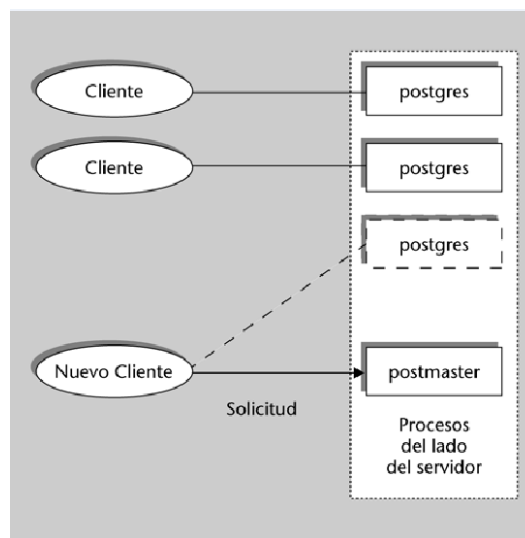 Cliente
postgres
Cliente
postgres
postgres
Nuevo Cliente
postmaster
Solicitud
Procesos
del lado
del servidor